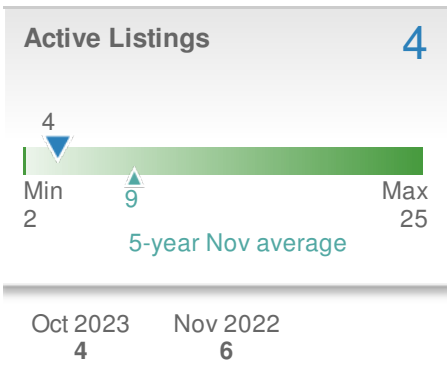 Active Listings 4
4
Min Max
2 9 25
5-year Nov average
Oct 2023 Nov 2022
4 6